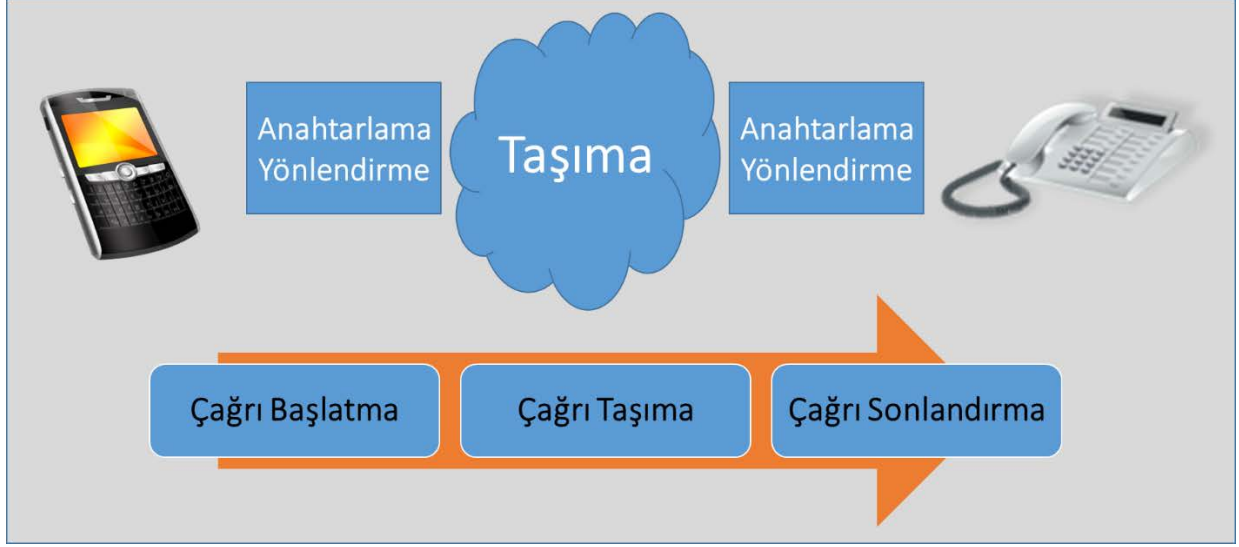 Anahtarlama
Yönlendirme
Taşıma
Anahtarlama
Yönlendirme
Çağrı Başlatma
Çağrı Taşıma
Çağrı Sonlandırma